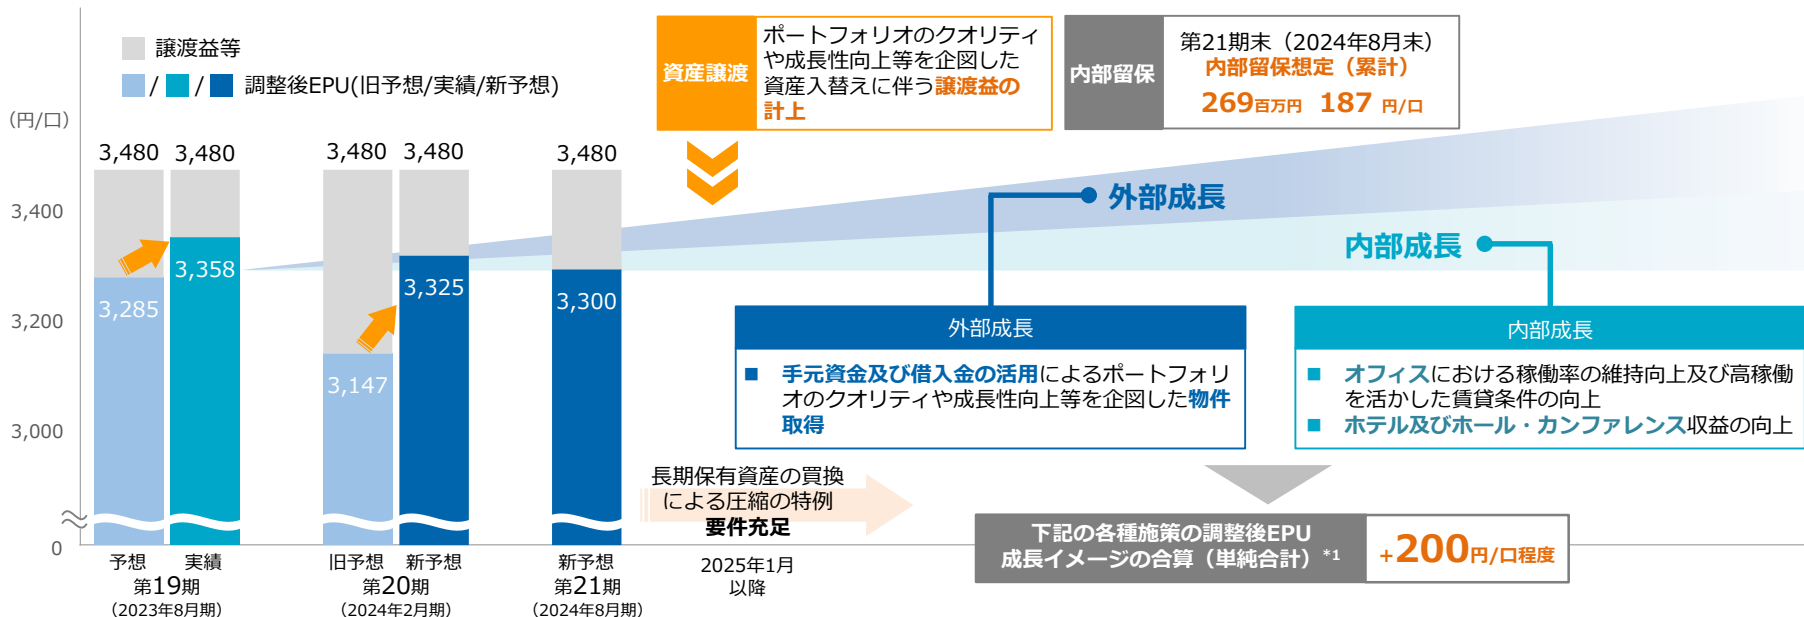 譲渡益等
/ / 調整後EPU(旧予想/実績/新予想)
（円/口）
3,400
3,200
3,000
0
3,480
3,480
3,285
3,358
予想
実績
第19期
（2023年8月期）
3,480
3,480
3,147
3,325
旧予想
新予想
第20期
（2024年2月期）
3,480
3,300
新予想
第21期
（2024年8月期）
資産譲渡
ポートフォリオのクオリティ
や成長性向上等を企図した
資産入替えに伴う譲渡益の
計上
内部留保
第21期末（2024年8月末）
内部留保想定（累計）
269百万円 187 円/口
外部成長
内部成長
外部成長
■ 手元資金及び借入金の活用によるポートフォリ
オのクオリティや成長性向上等を企図した物件
取得
内部成長
■ オフィスにおける稼働率の維持向上及び高稼働
を活かした賃貸条件の向上
■ ホテル及びホール・カンファレンス収益の向上
長期保有資産の買換
による圧縮の特例
要件充足
2025年1月
以降
下記の各種施策の調整後EPU
成長イメージの合算（単純合計）*1
+200円/口程度